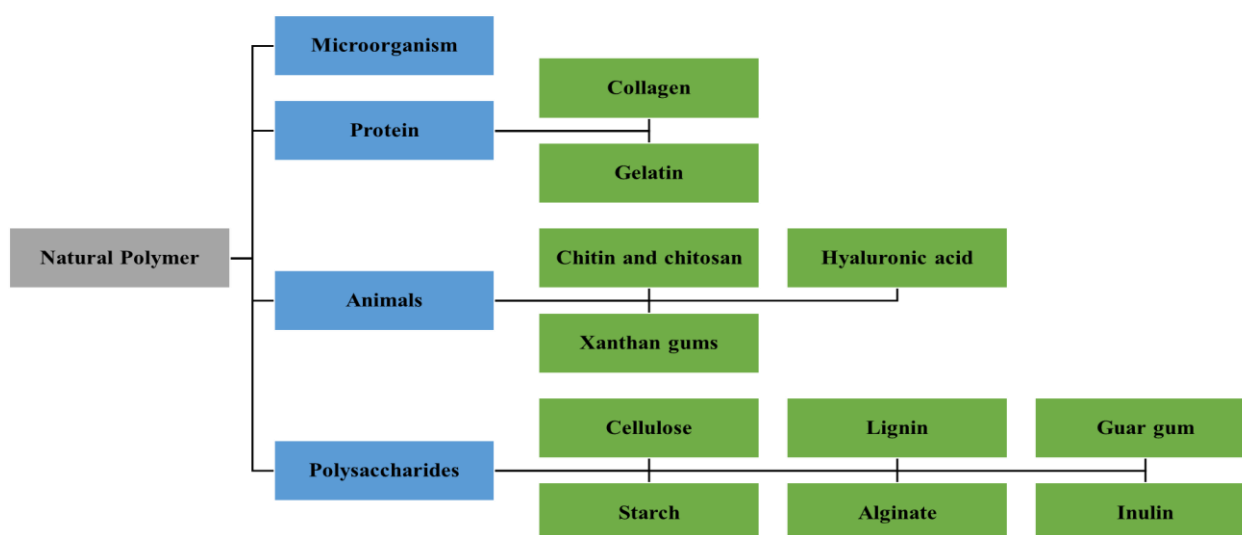 Microorganism
Collagen
Protein
Gelatin
Natural Polymer
Chitin and chitosan
Hyaluronic acid
Animals
Xanthan gums
Cellulose
Lignin
Guar gum
Polysaccharides
Starch
Alginate
Inulin